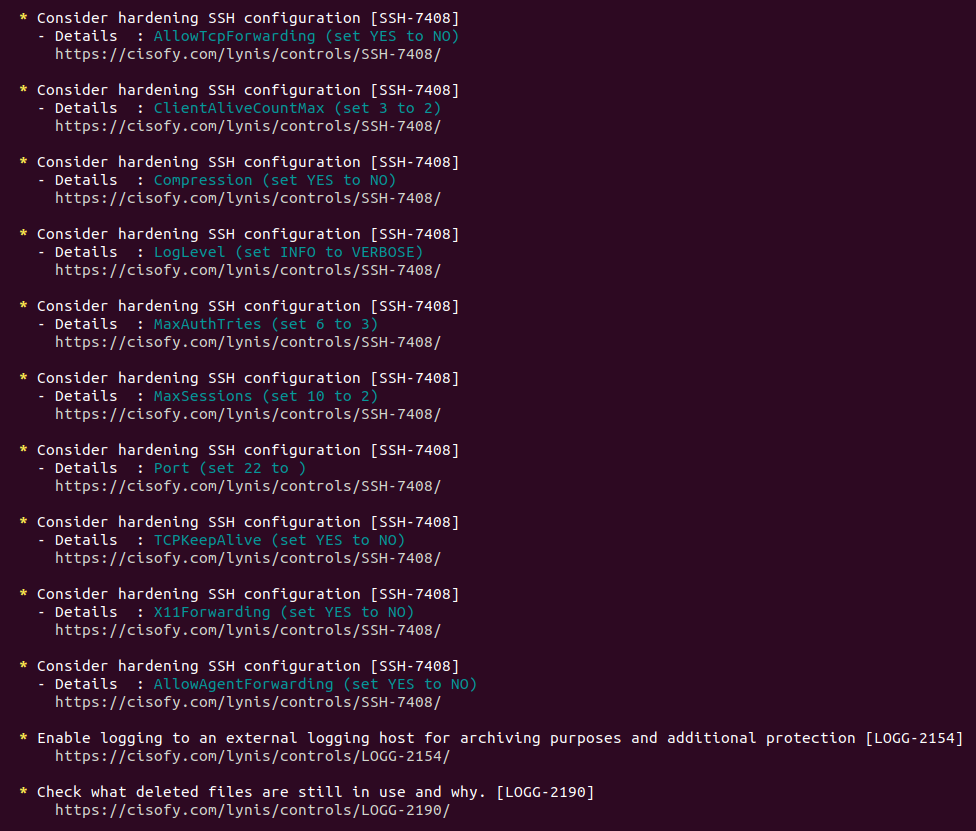 * Consider hardening SSH configuration [SSH-7408]
- Details : AllowTcpForwarding (set YES to NO)
https://cisofy.com/lynis/controls/SSH-7408/
* Consider hardening SSH configuration [SSH-7408]
- Details : ClientAliveCountMax (set 3 to 2)
https://cisofy.com/lynis/controls/SSH-7408/
* Consider hardening SSH configuration [SSH-7408]
- Details : Compression (set YES to NO)
https://cisofy.com/lynis/controls/SSH-7408/
* Consider hardening SSH configuration [SSH-7408]
- Details : LogLevel (set INFO to VERBOSE)
https://cisofy.com/lynis/controls/SSH-7408/
* Consider hardening SSH configuration [SSH-7408]
- Details : MaxAuthTries (set 6 to 3)
https://cisofy.com/lynis/controls/SSH-7408/
* Consider hardening SSH configuration [SSH-7408]
- Details : MaxSessions (set 10 to 2)
https://cisofy.com/lynis/controls/SSH-7408/
* Consider hardening SSH configuration [SSH-7408]
- Details : Port (set 22 to )
https://cisofy.com/lynis/controls/SSH-7408/
* Consider hardening SSH configuration [SSH-7408]
- Details : TCPKeepAlive (set YES to NO)
https://cisofy.com/lynis/controls/SSH-7408/
* Consider hardening SSH configuration [SSH-7408]
- Details : X11Forwarding (set YES to NO)
https://cisofy.com/lynis/controls/SSH-7408/
* Consider hardening SSH configuration [SSH-7408]
- Details : AllowAgentForwarding (set YES to NO)
https://cisofy.com/lynis/controls/SSH-7408/
* Enable logging to an external logging host for archiving purposes and additional protection [LOGG-2154]
https://cisofy.com/lynis/controls/LOGG-2154/
* Check what deleted files are still in use and why. [LOGG-2190]
https://cisofy.com/lynis/controls/LOGG-2190/